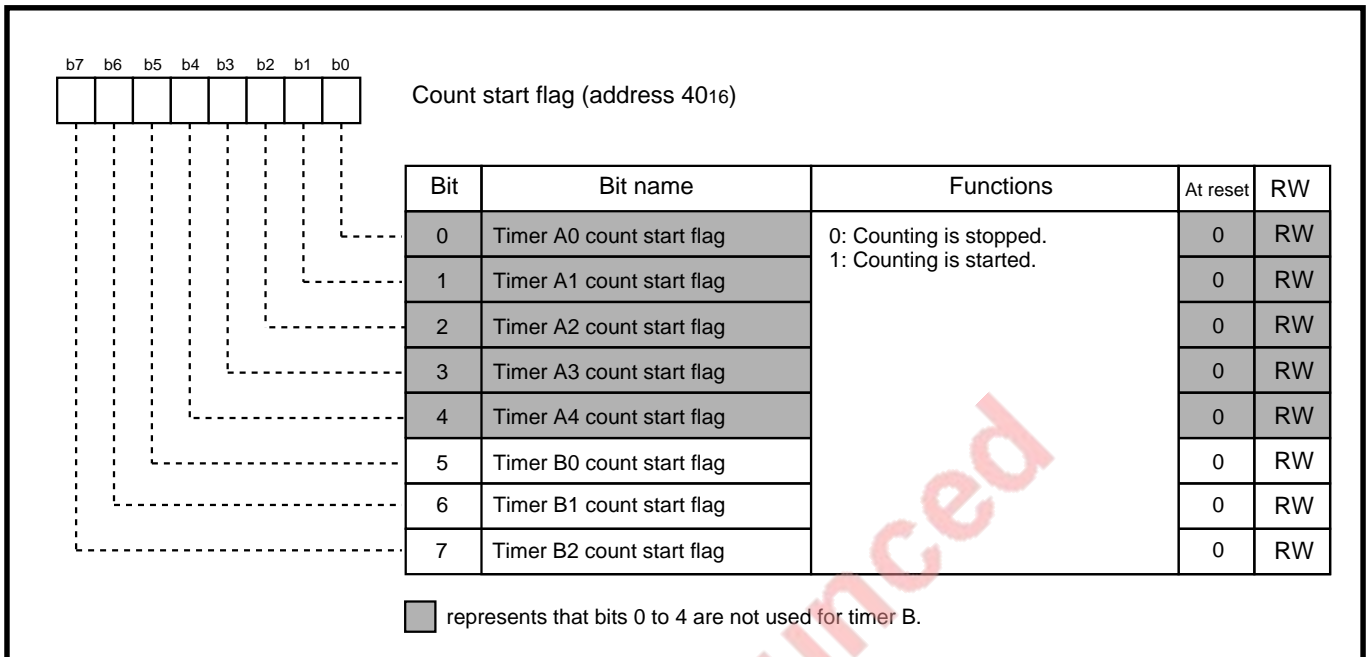 b7 b6 b5 b4 b3 b2 b1 b0
Count start flag (address 4016)
Bit Bit name Functions At reset RW
0 Timer A0 count start flag 0: Counting is stopped. 0 RW
1: Counting is started.
1 Timer A1 count start flag 0 RW
2 Timer A2 count start flag 0 RW
3 Timer A3 count start flag 0 RW
4 Timer A4 count start flag 0 RW
5 Timer B0 count start flag 0 RW
6 Timer B1 count start flag 0 RW
7 Timer B2 count start flag 0 RW
represents that bits 0 to 4 are not used for timer B.